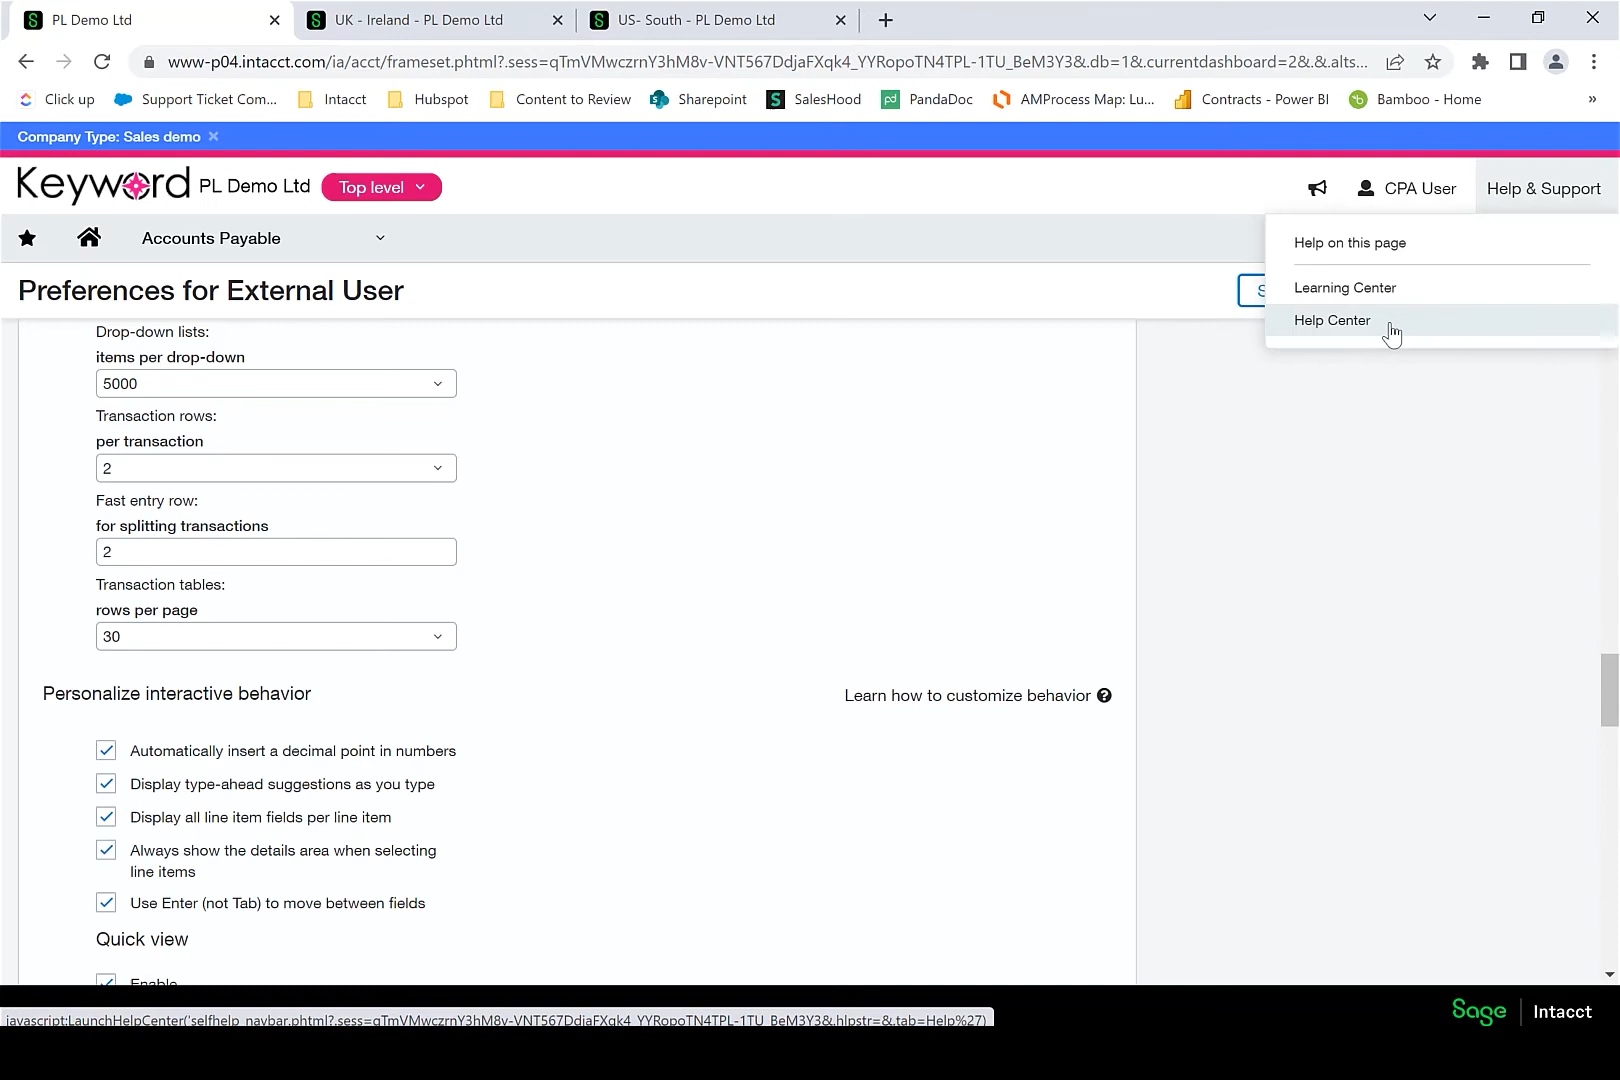 PL Demo Ltd
UK - Ireland - PL Demo Ltd
US- South - PL Demo Ltd
www-p04.intacct.com/ia/acct/frameset.phtml?.sess=qTmVMwczrnY3hM8v-VNT567DdjaFXqk4_YYRopoTN4TPL-1TU_BeM3Y3&.db=1&.currentdashboard=2&.&.alts...
Click up
Support Ticket Com...
Intacct
Hubspot
Content to Review
Sharepoint
SalesHood
PandaDoc
AMProcess Map: Lu...
Contracts - Power BI
Bamboo - Home
»
Company Type: Sales demo
Keyword PL Demo Ltd Top level
CPA User
Help & Support
Accounts Payable
Help on this page
Preferences for External User
Learning Center
Help Center
Drop-down lists:
items per drop-down
5000
Transaction rows:
per transaction
2
Fast entry row:
for splitting transactions
2
Transaction tables:
rows per page
30
Personalize interactive behavior
Learn how to customize behavior ?
Automatically insert a decimal point in numbers
Display type-ahead suggestions as you type
Display all line item fields per line item
Always show the details area when selecting
line items
Use Enter (not Tab) to move between fields
Quick view
Enable
javascript:LaunchHelpCenter('selfhelp_navbar.phtml?.sess=qTmVMwczrnY3hM8v-VNT567DdjaFXqk4_YYRopoTN4TPL-1TU_BeM3Y3&.hlpstr=&.tab=Help%27)
Sage Intacct